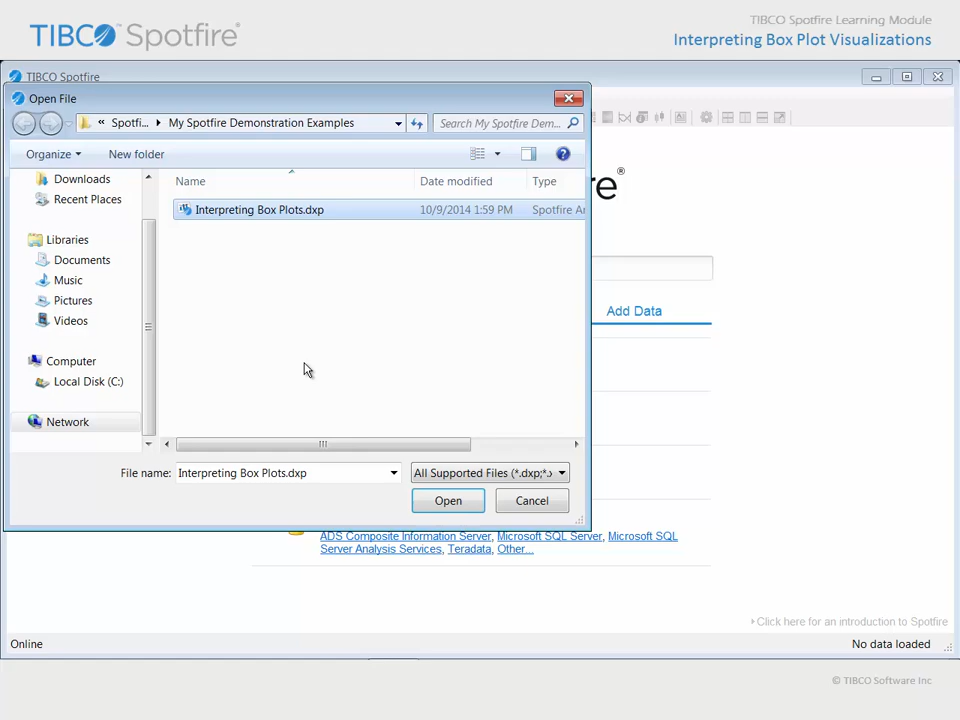 TIBCO Spotfire®
TIBCO Spotfire Learning Module
Interpreting Box Plot Visualizations
TIBCO Spotfire
Open File
« Spotfi... My Spotfire Demonstration Examples
Search My Spotfire Dem...
Organize
New folder
Name
Date modified
Type
Interpreting Box Plots.dxp
10/9/2014 1:59 PM
Spotfire An
Downloads
Recent Places
Libraries
Documents
Music
Pictures
Videos
Computer
Local Disk (C:)
Network
File name:
Interpreting Box Plots.dxp
All Supported Files (*.dxp;*.x
Open
Cancel
re®
Add Data
ADS Composite Information Server, Microsoft SQL Server, Microsoft SQL
Server Analysis Services, Teradata, Other...
Click here for an introduction to Spotfire
Online
No data loaded
© TIBCO Software Inc